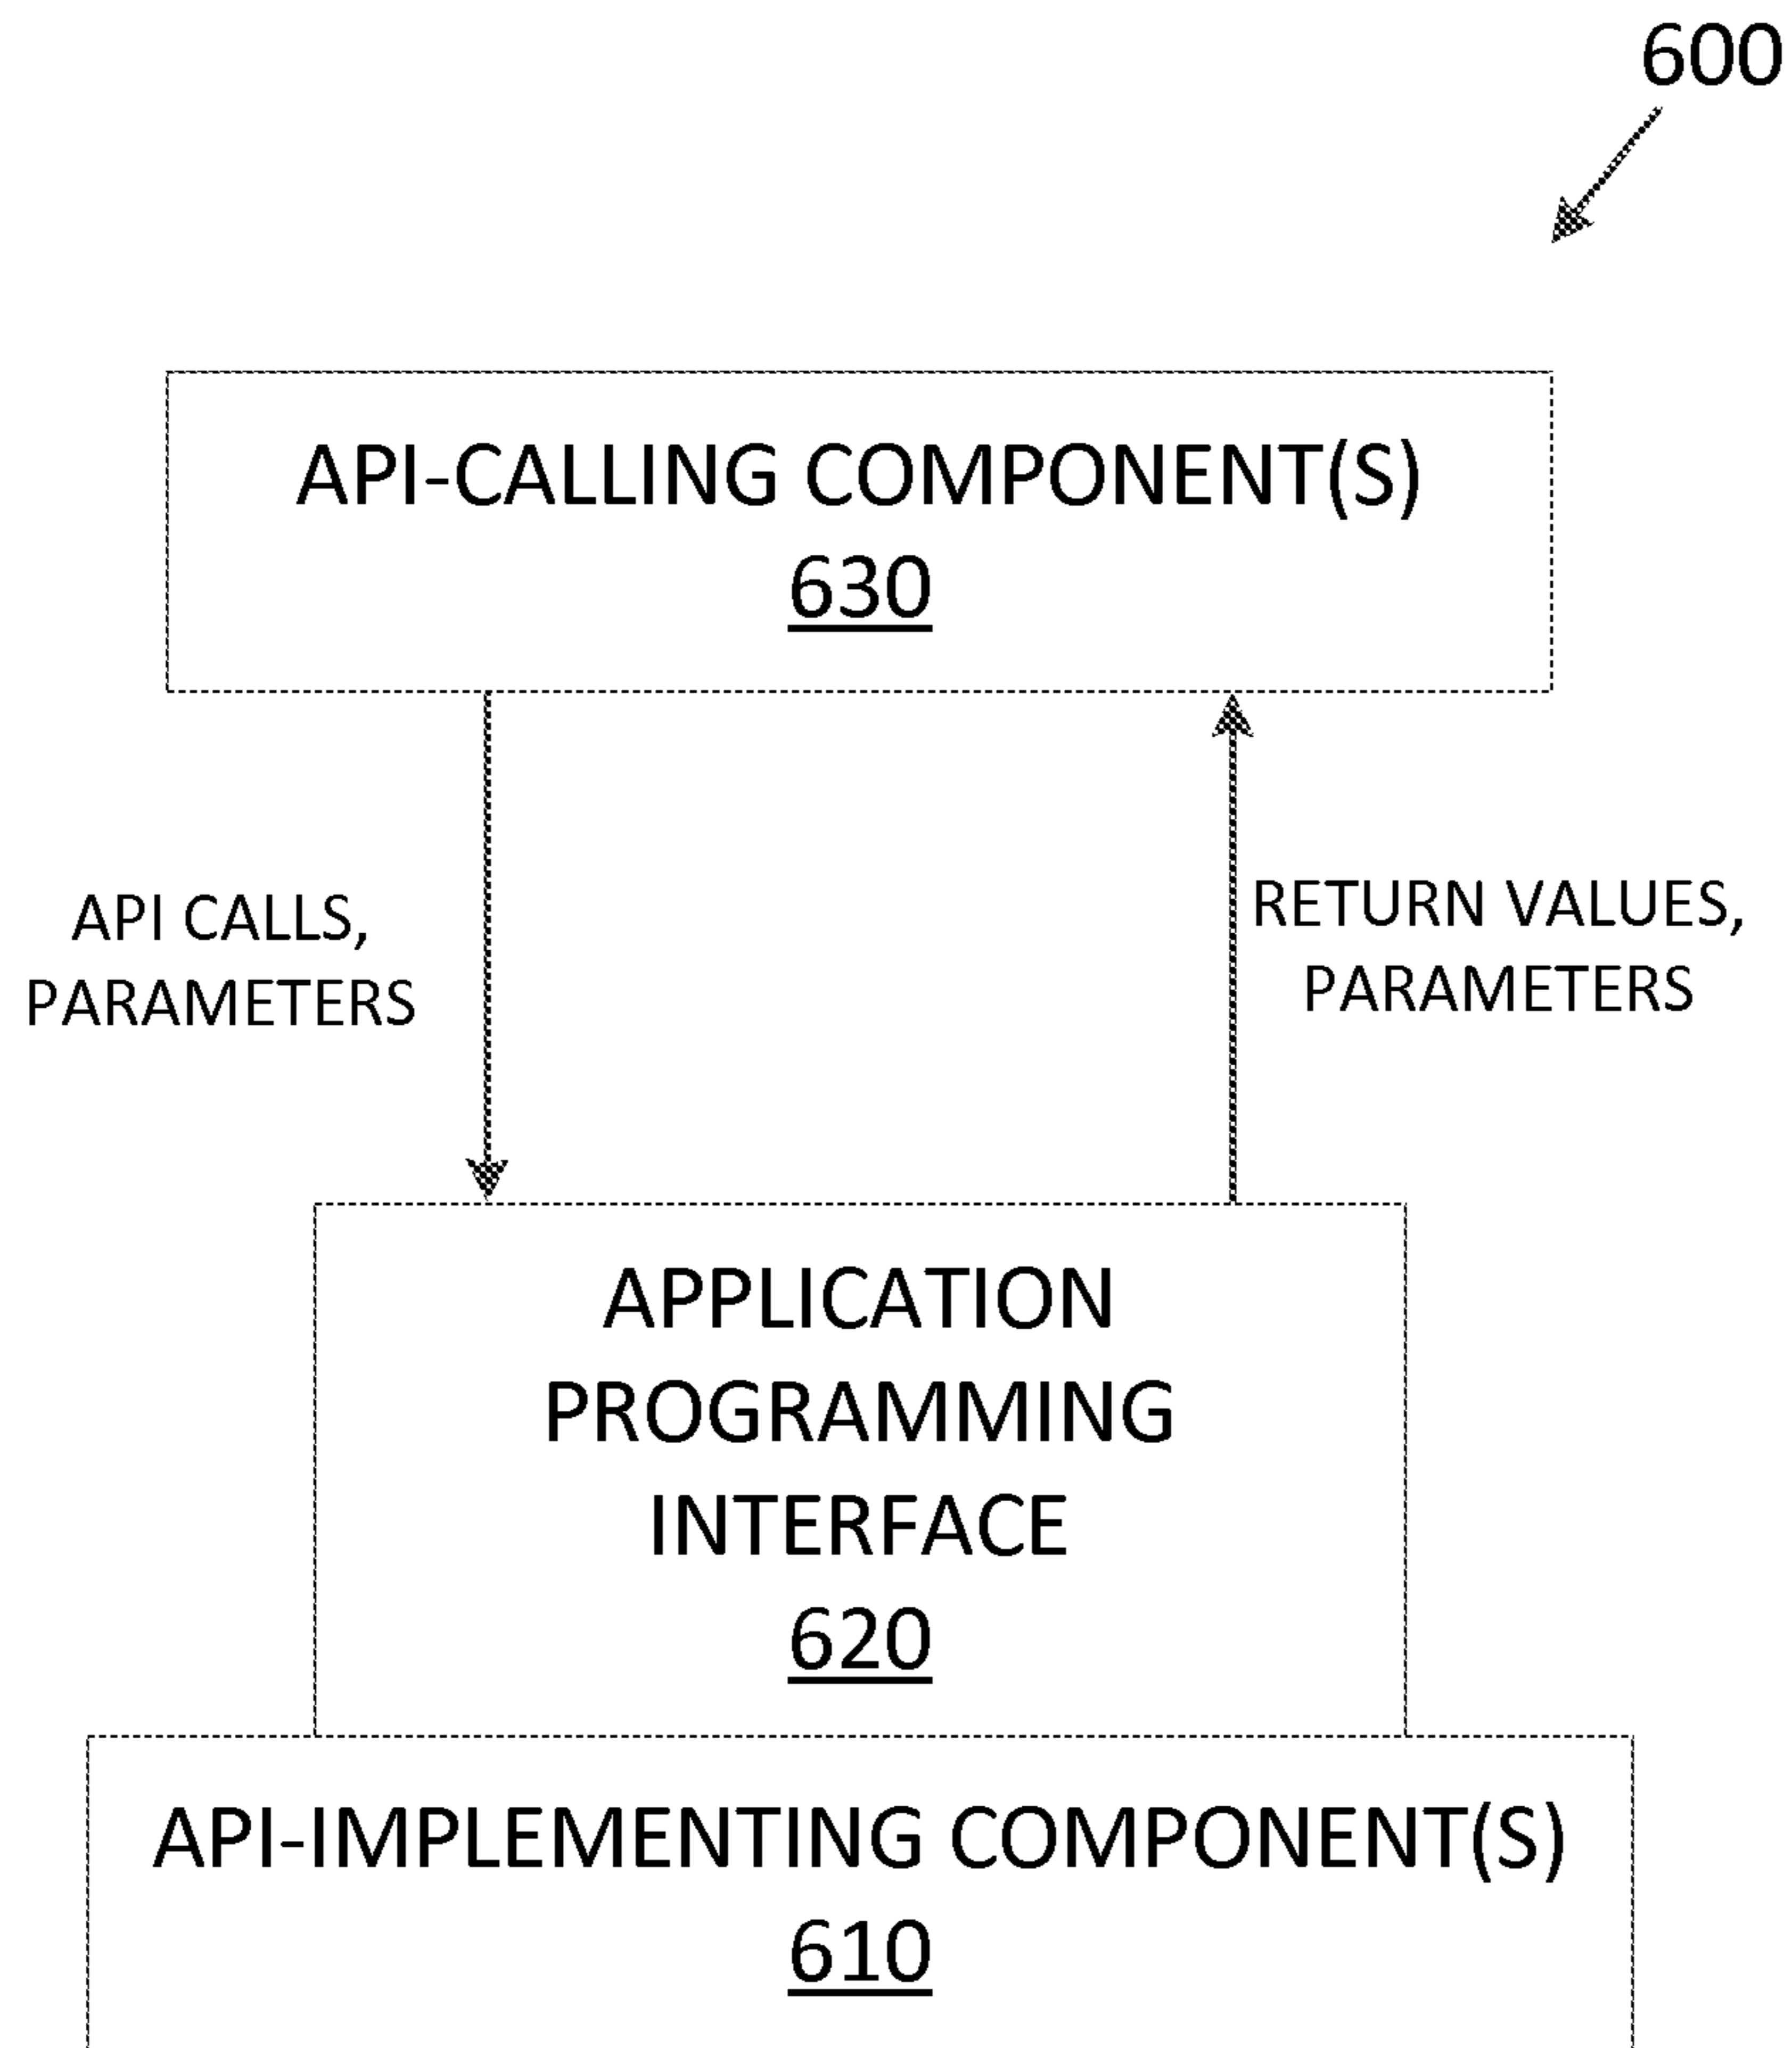 600
API-CALLING COMPONENT(S)
630
API CALLS,
PARAMETERS
RETURN VALUES,
PARAMETERS
APPLICATION
PROGRAMMING
INTERFACE
620
API-IMPLEMENTING COMPONENT(S)
610